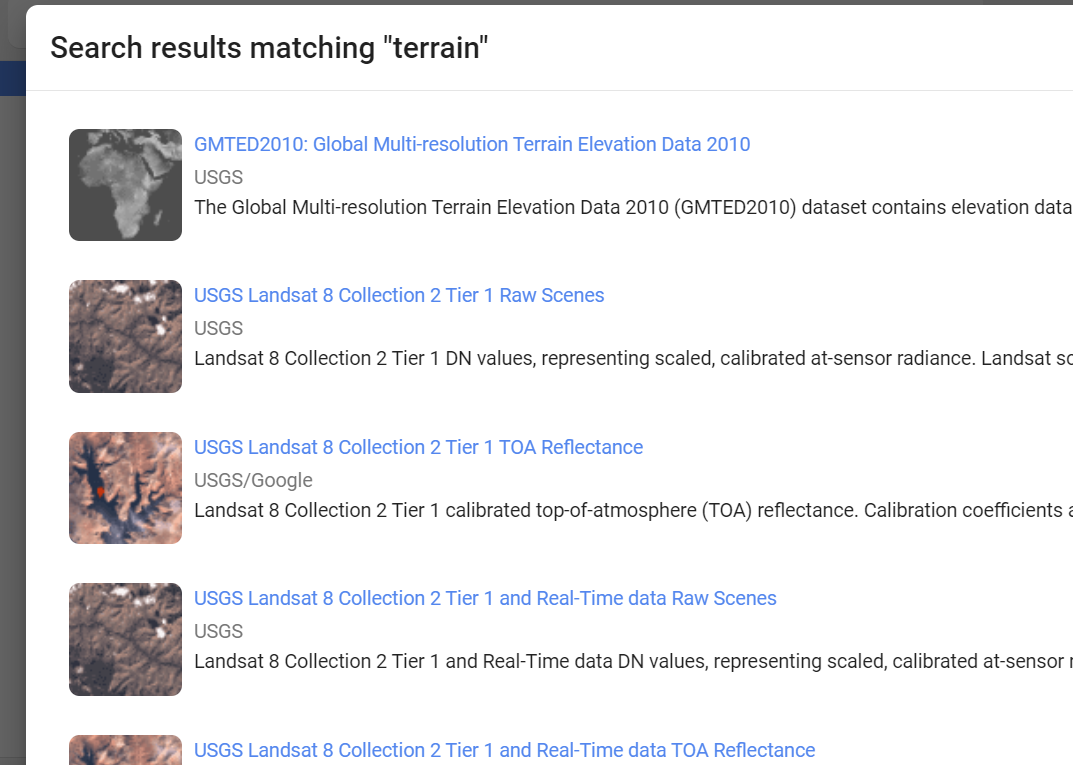 Search results matching "terrain"
GMTED2010: Global Multi-resolution Terrain Elevation Data 2010
USGS
The Global Multi-resolution Terrain Elevation Data 2010 (GMTED2010) dataset contains elevation data
USGS Landsat 8 Collection 2 Tier 1 Raw Scenes
USGS
Landsat 8 Collection 2 Tier 1 DN values, representing scaled, calibrated at-sensor radiance. Landsat
USGS Landsat 8 Collection 2 Tier 1 TOA Reflectance
USGS/Google
Landsat 8 Collection 2 Tier 1 calibrated top-of-atmosphere (TOA) reflectance. Calibration coefficients
USGS Landsat 8 Collection 2 Tier 1 and Real-Time data Raw Scenes
USGS
Landsat 8 Collection 2 Tier 1 and Real-Time data DN values, representing scaled, calibrated at-sensor
USGS Landsat 8 Collection 2 Tier 1 and Real-Time data TOA Reflectance